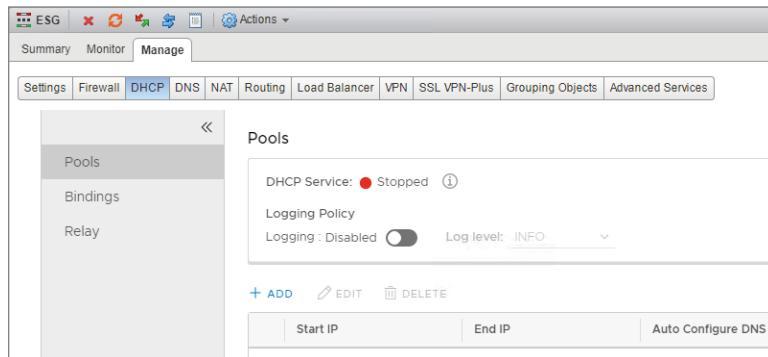 ESG Actions
Summary Monitor Manage
Settings Firewall DHCP DNS NAT Routing Load Balancer VPN SSL VPN-Plus Grouping Objects Advanced Services
Pools
Bindings
Relay
Pools
DHCP Service: Stopped
Logging Policy
Logging : Disabled Log level: INFO
+ ADD EDIT DELETE
Start IP End IP Auto Configure DNS